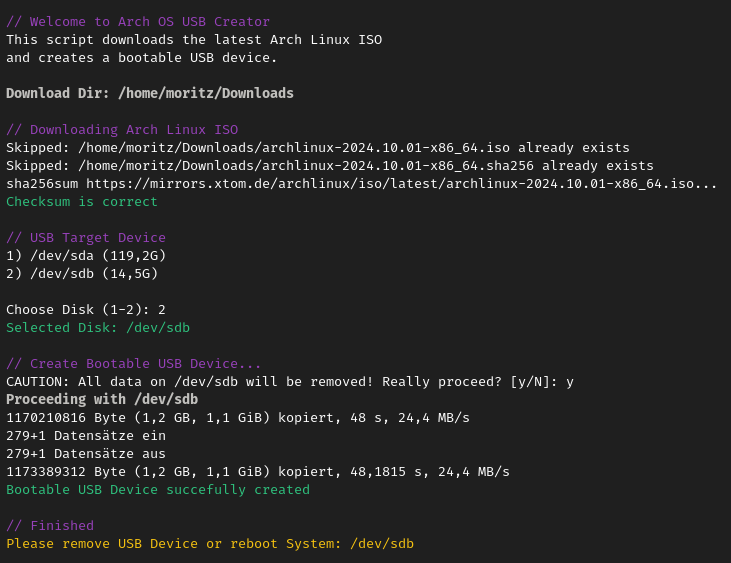 // Welcome to Arch OS USB Creator
This script downloads the latest Arch Linux ISO
and creates a bootable USB device.
Download Dir: /home/moritz/Downloads
// Downloading Arch Linux ISO
Skipped: /home/moritz/Downloads/archlinux-2024.10.01-x86_64.iso already exists
Skipped: /home/moritz/Downloads/archlinux-2024.10.01-x86_64.sha256 already exists
sha256sum https://mirrors.xtom.de/archlinux/iso/latest/archlinux-2024.10.01-x86_64.iso...
Checksum is correct
// USB Target Device
1) /dev/sda (119,2G)
2) /dev/sdb (14,5G)
Choose Disk (1-2): 2
Selected Disk: /dev/sdb
// Create Bootable USB Device...
CAUTION: All data on /dev/sdb will be removed! Really proceed? [y/N]: y
Proceeding with /dev/sdb
1170210816 Byte (1,2 GB, 1,1 GiB) kopiert, 48 s, 24,4 MB/s
279+1 Datensätze ein
279+1 Datensätze aus
1173389312 Byte (1,2 GB, 1,1 GiB) kopiert, 48,1815 s, 24,4 MB/s
Bootable USB Device succefully created
// Finished
Please remove USB Device or reboot System: /dev/sdb